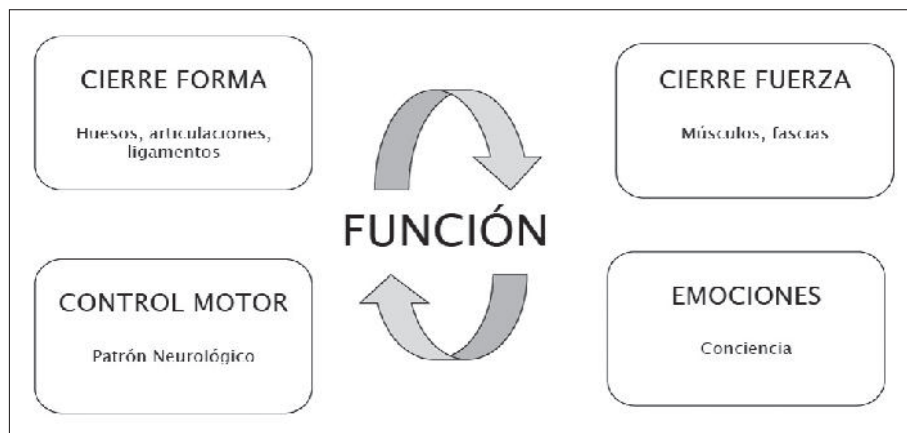 CIERRE FORMA
Huesos, articulaciones,
ligamentos
CIERRE FUERZA
Músculos, fascias
FUNCIÓN
CONTROL MOTOR
Patrón Neurológico
EMOCIONES
Conciencia